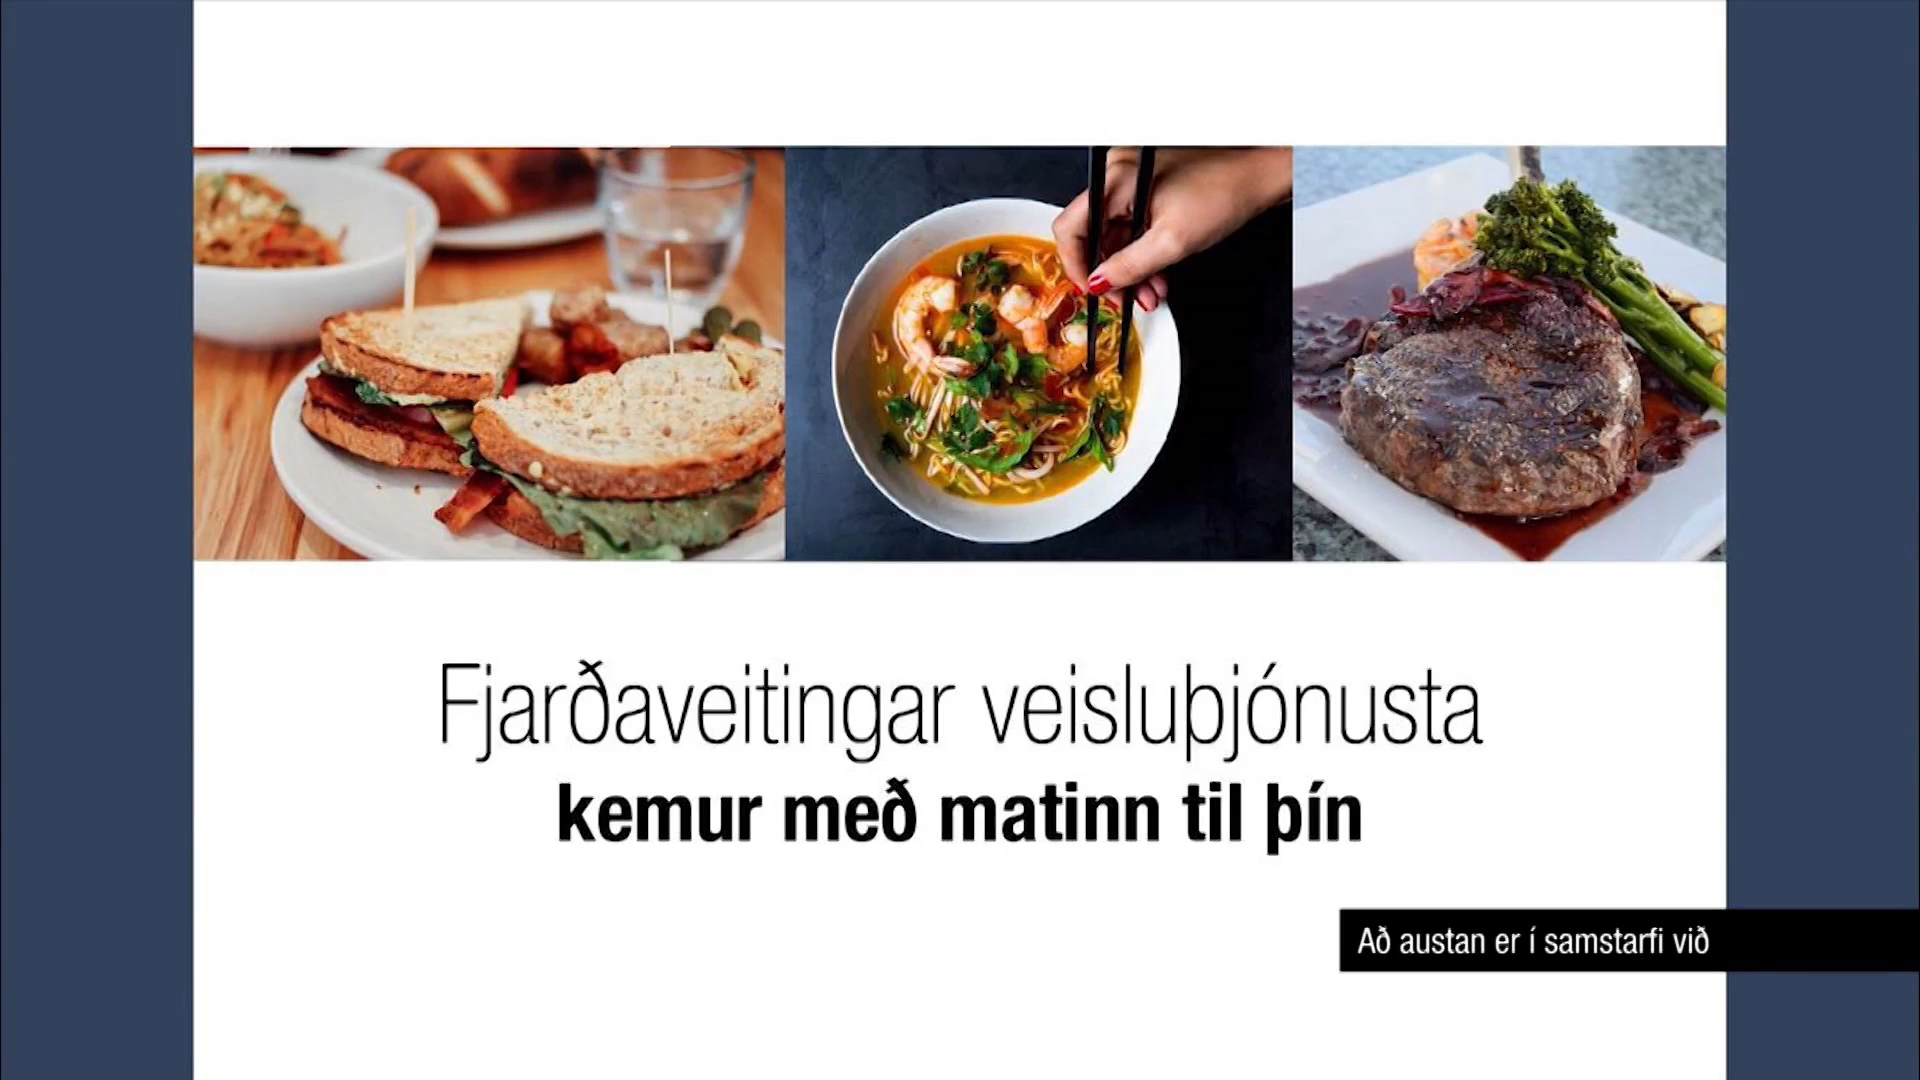 Fjarðaveitingar veisluþjónusta
kemur með matinn til þín
Að austan er í samstarfi við